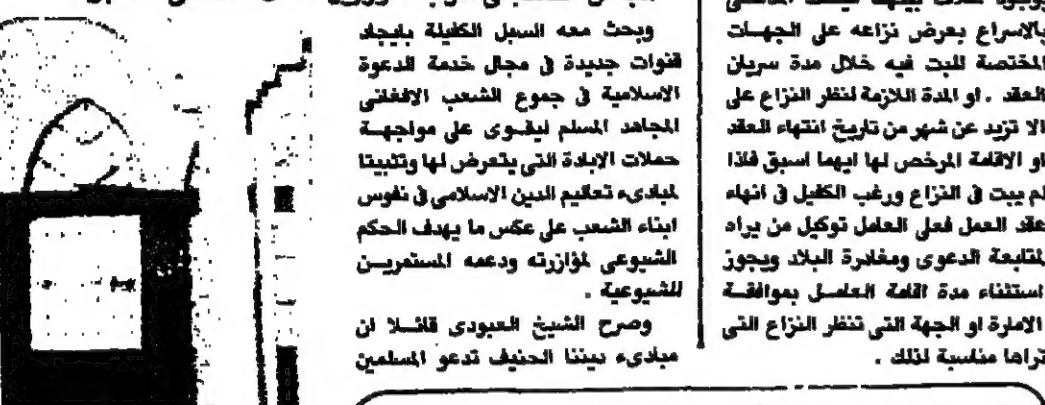 بالاسراع بعرض نزاعه على الجهات
المختصة للبت فيه خلال مدة سريان
العقد . او المدة اللازمة لنظر النزاع على
الا تزيد عن شهر من تاريخ انتهاء العقد
او الاقامة المرخص لها ايهما اسبق فاذا
لم يبت في النزاع ورغب الكفيل في انهاء
عقد العمل فعلى العامل توكيل من يراه
لمتابعة الدعوى ومغادرة البلاد ويجوز
استثناء مدة اقامة العامل بموافقة
الامارة او الجهة التي تنظر النزاع التي
تراها مناسبة لذلك .
وبحث معه السبل الكفيلة بايجاد
قنوات جديدة في مجال خدمة الدعوة
الاسلامية في جموع الشعب الافغاني
المجاهد المسلم ليقوى على مواجهة
حملات الابادة التي يتعرض لها وتثبيتا
لمبادىء تعاليم الدين الاسلامي في نفوس
ابناء الشعب على عكس ما يهدف الحكم
الشيوعى لمؤازرته ودعمه المستمرين
للشيوعية .
وصرح الشيخ العبودى قائلا ان
مبادىء ديننا الحنيف تدعو المسلمين